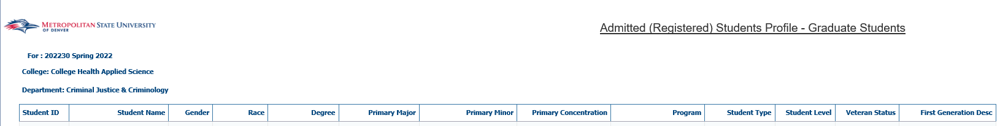 METROPOLITAN STATE UNIVERSITY
OF DENVER
Admitted (Registered) Students Profile - Graduate Students
For : 202230 Spring 2022
College: College Health Applied Science
Department: Criminal Justice & Criminology
Student ID Student Name Gender Race Degree Primary Major Primary Minor Primary Concentration Program Student Type Student Level Veteran Status First Generation Desc